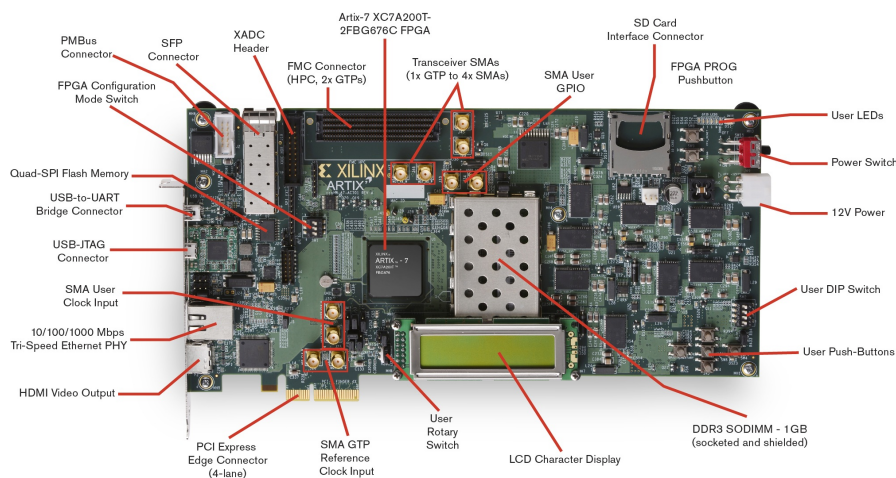 Artix-7 XC7A200T-
2FBG676C FPGA
SD Card
Interface Connector
PMBus
Connector
SFP
Connector
XADC
Header
FMC Connector
(HPC, 2x GTPs)
Transceiver SMAs
(1x GTP to 4x SMAs)
SMA User
GPIO
FPGA PROG
Pushbutton
FPGA Configuration
Mode Switch
User LEDs
Power Switch
Quad-SPI Flash Memory
USB-to-UART
Bridge Connector
12V Power
USB-JTAG
Connector
SMA User
Clock Input
User DIP Switch
10/100/1000 Mbps
Tri-Speed Ethernet PHY
User Push-Buttons
HDMI Video Output
PCI Express
Edge Connector
(4-lane)
SMA GTP
Reference
Clock Input
User
Rotary
Switch
LCD Character Display
DDR3 SODIMM - 1GB
(socketed and shielded)
XILINX
ARTIX
XILINX
ARTIX - 7